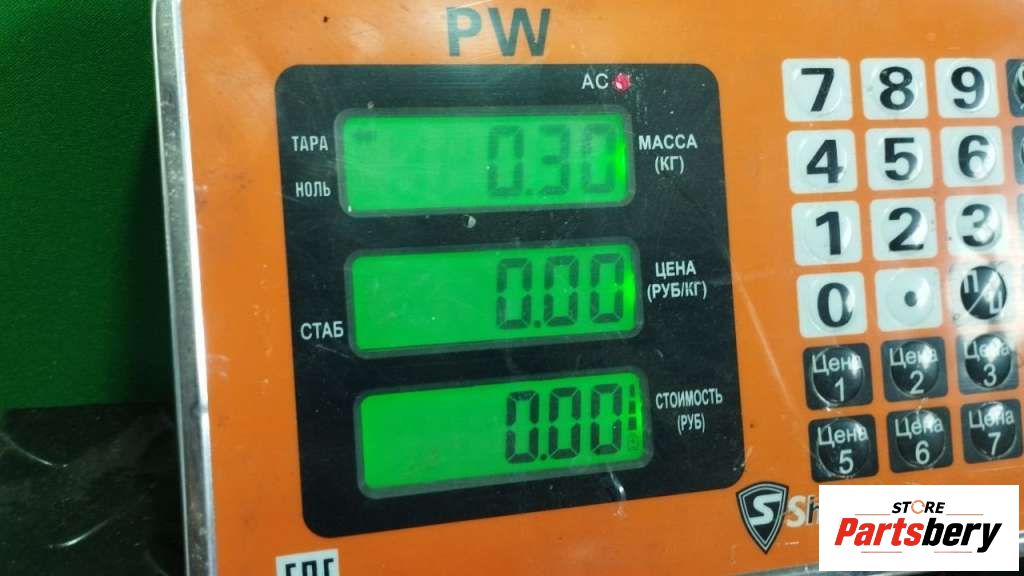 PW
AC
ТАРА
НОЛЬ
0.30
МАССА
(КГ)
0.00
ЦЕНА
(РУБ/КГ)
СТАБ
0.00
СТОИМОСТЬ
(РУБ)
7 8 9
4 5 6
1 2 3
0 .
Цена 1
Цена 2
Цена 3
Цена 5
Цена 6
Цена 7
S
EAC
STORE
Partsbery